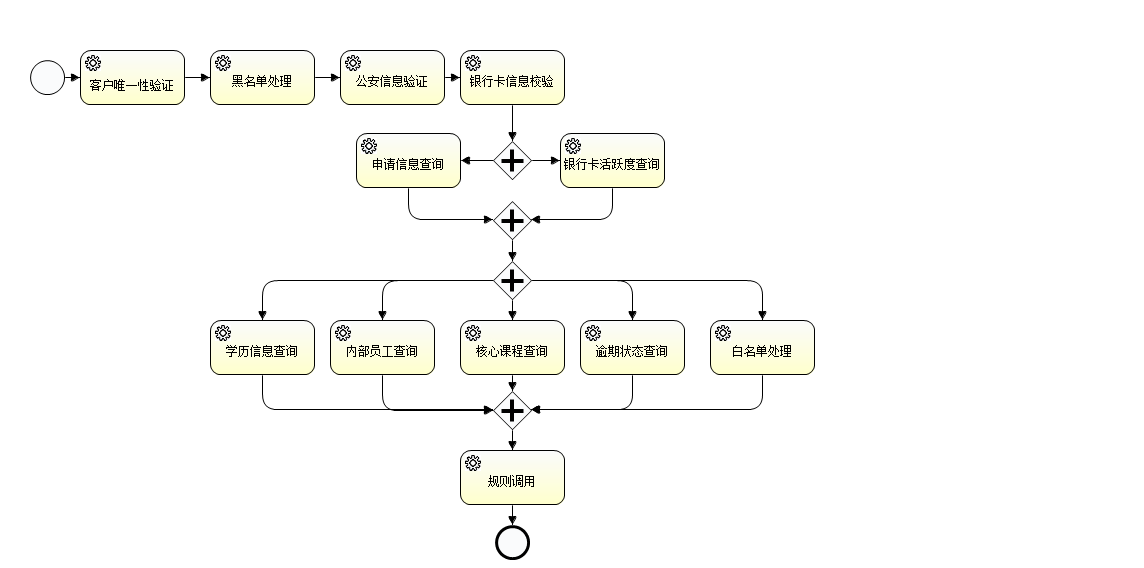 客户唯一性验证
黑名单处理
公安信息验证
银行卡信息校验
申请信息查询
银行卡活跃度查询
学历信息查询
内部员工查询
核心课程查询
逾期状态查询
白名单处理
规则调用